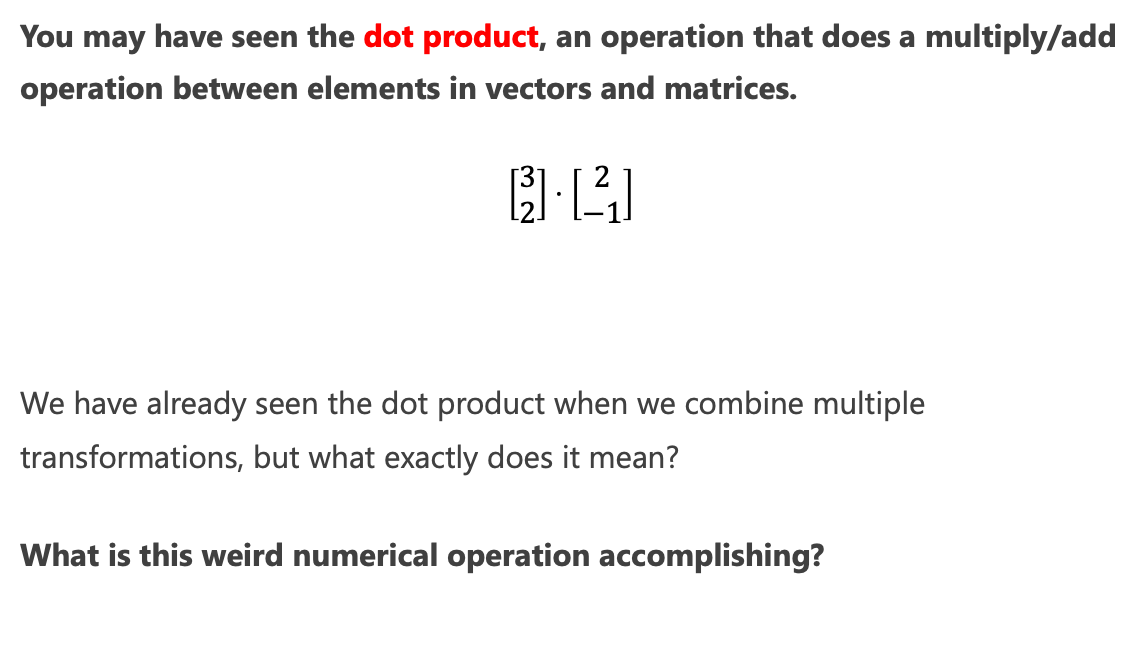 You may have seen the dot product, an operation that does a multiply/add
operation between elements in vectors and matrices.
[3 2] · [2 −1]
We have already seen the dot product when we combine multiple
transformations, but what exactly does it mean?
What is this weird numerical operation accomplishing?